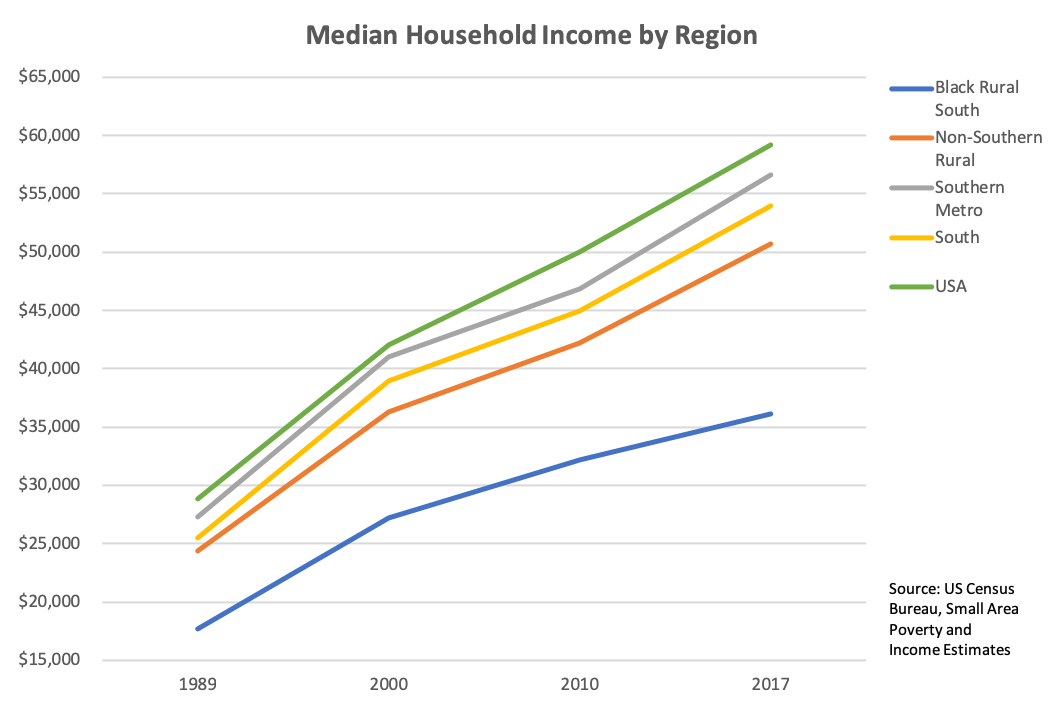 Median Household Income by Region
$65,000
$60,000
$55,000
$50,000
$45,000
$40,000
$35,000
$30,000
$25,000
$20,000
$15,000
1989
2000
2010
2017
Black Rural
South
Non-Southern
Rural
Southern
Metro
South
USA
Source: US Census
Bureau, Small Area
Poverty and
Income Estimates